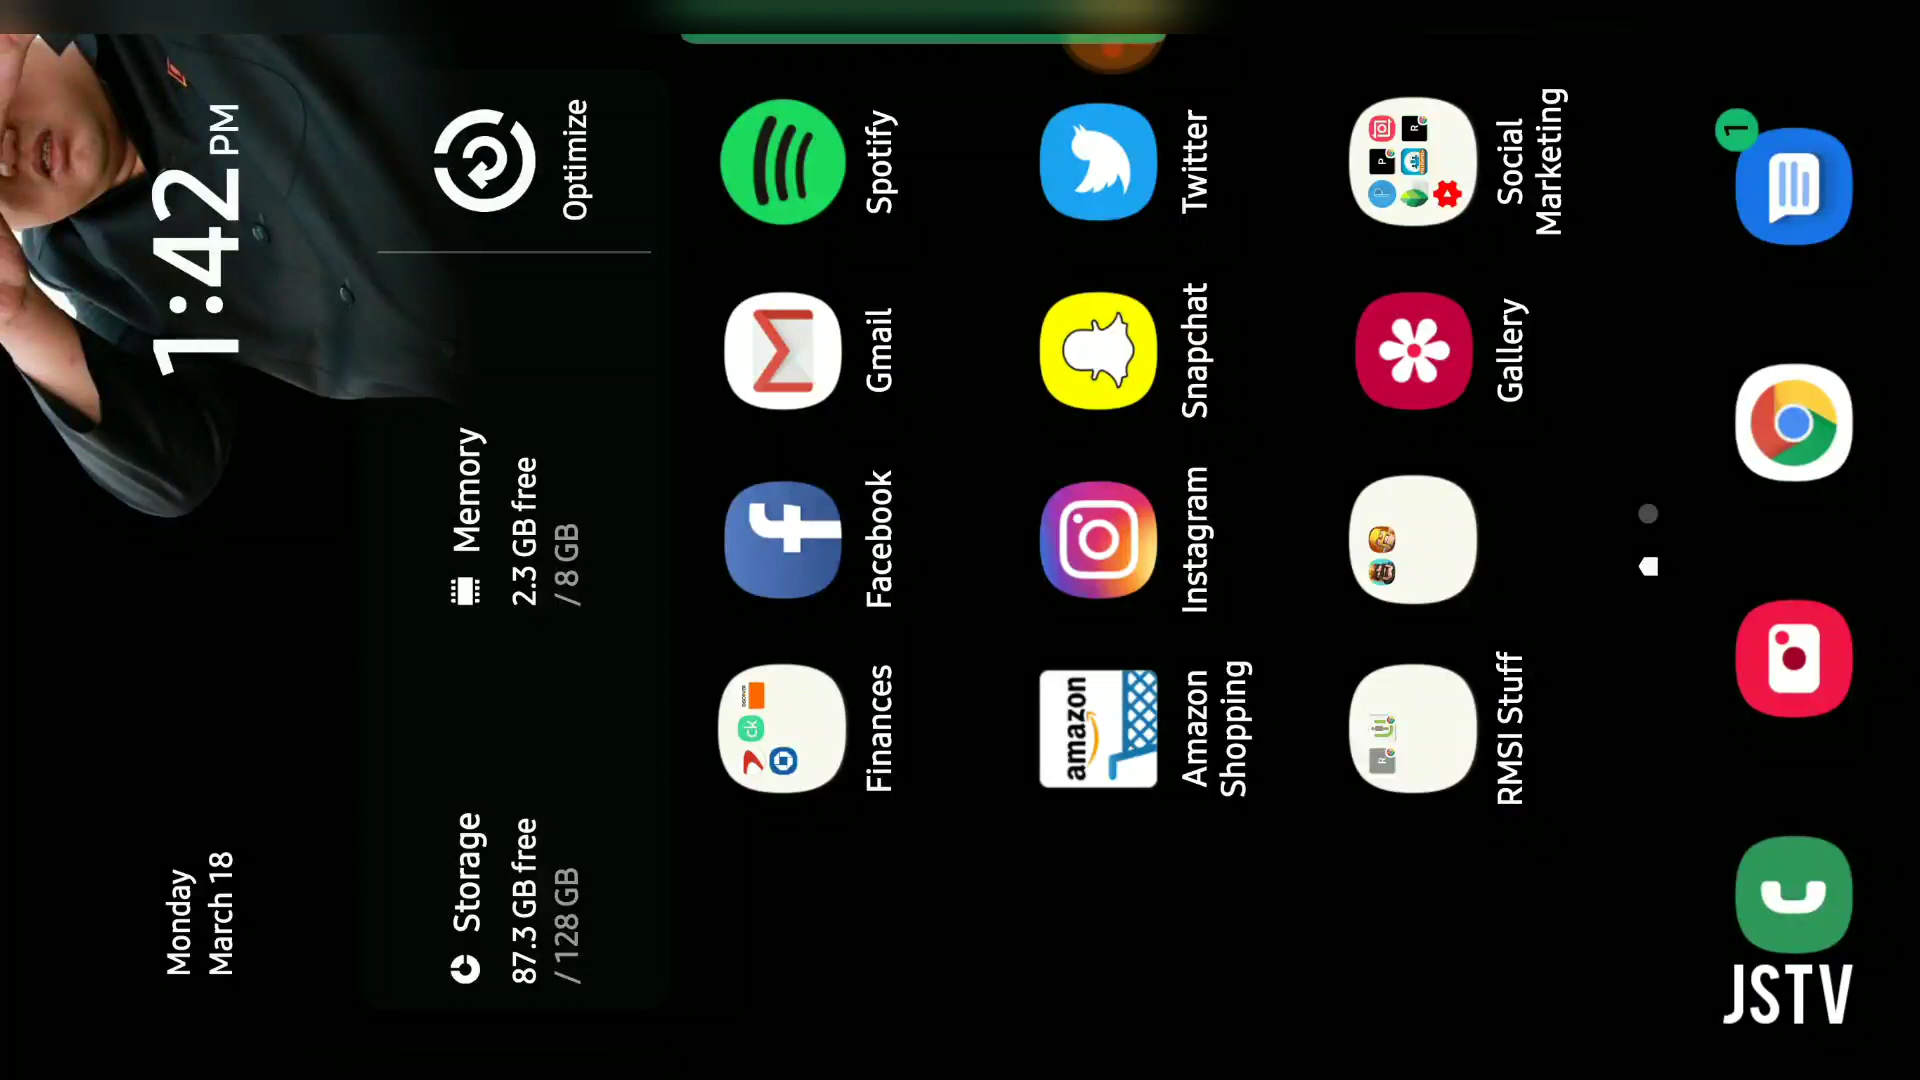 1:42 PM
Monday
March 18
Storage
87.3 GB free
/ 128 GB
Memory
2.3 GB free
/ 8 GB
Optimize
Finances
Facebook
Gmail
Spotify
amazon
Amazon
Shopping
Instagram
Snapchat
Twitter
RMSI Stuff
Gallery
Social
Marketing
1
JSTV